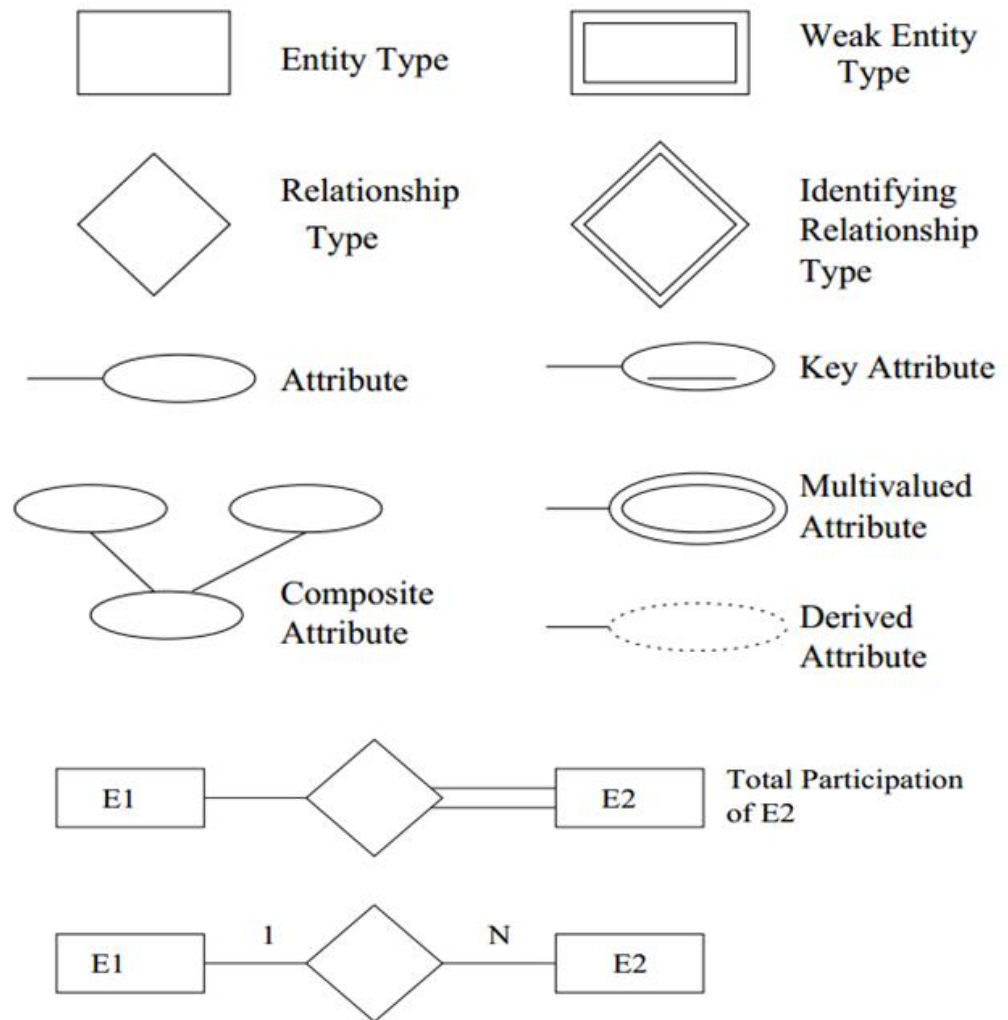 Entity Type
Weak Entity
Type
Relationship
Type
Identifying
Relationship
Type
Attribute
Key Attribute
Composite
Attribute
Multivalued
Attribute
Derived
Attribute
E1
E2
Total Participation
of E2
E1
1
N
E2